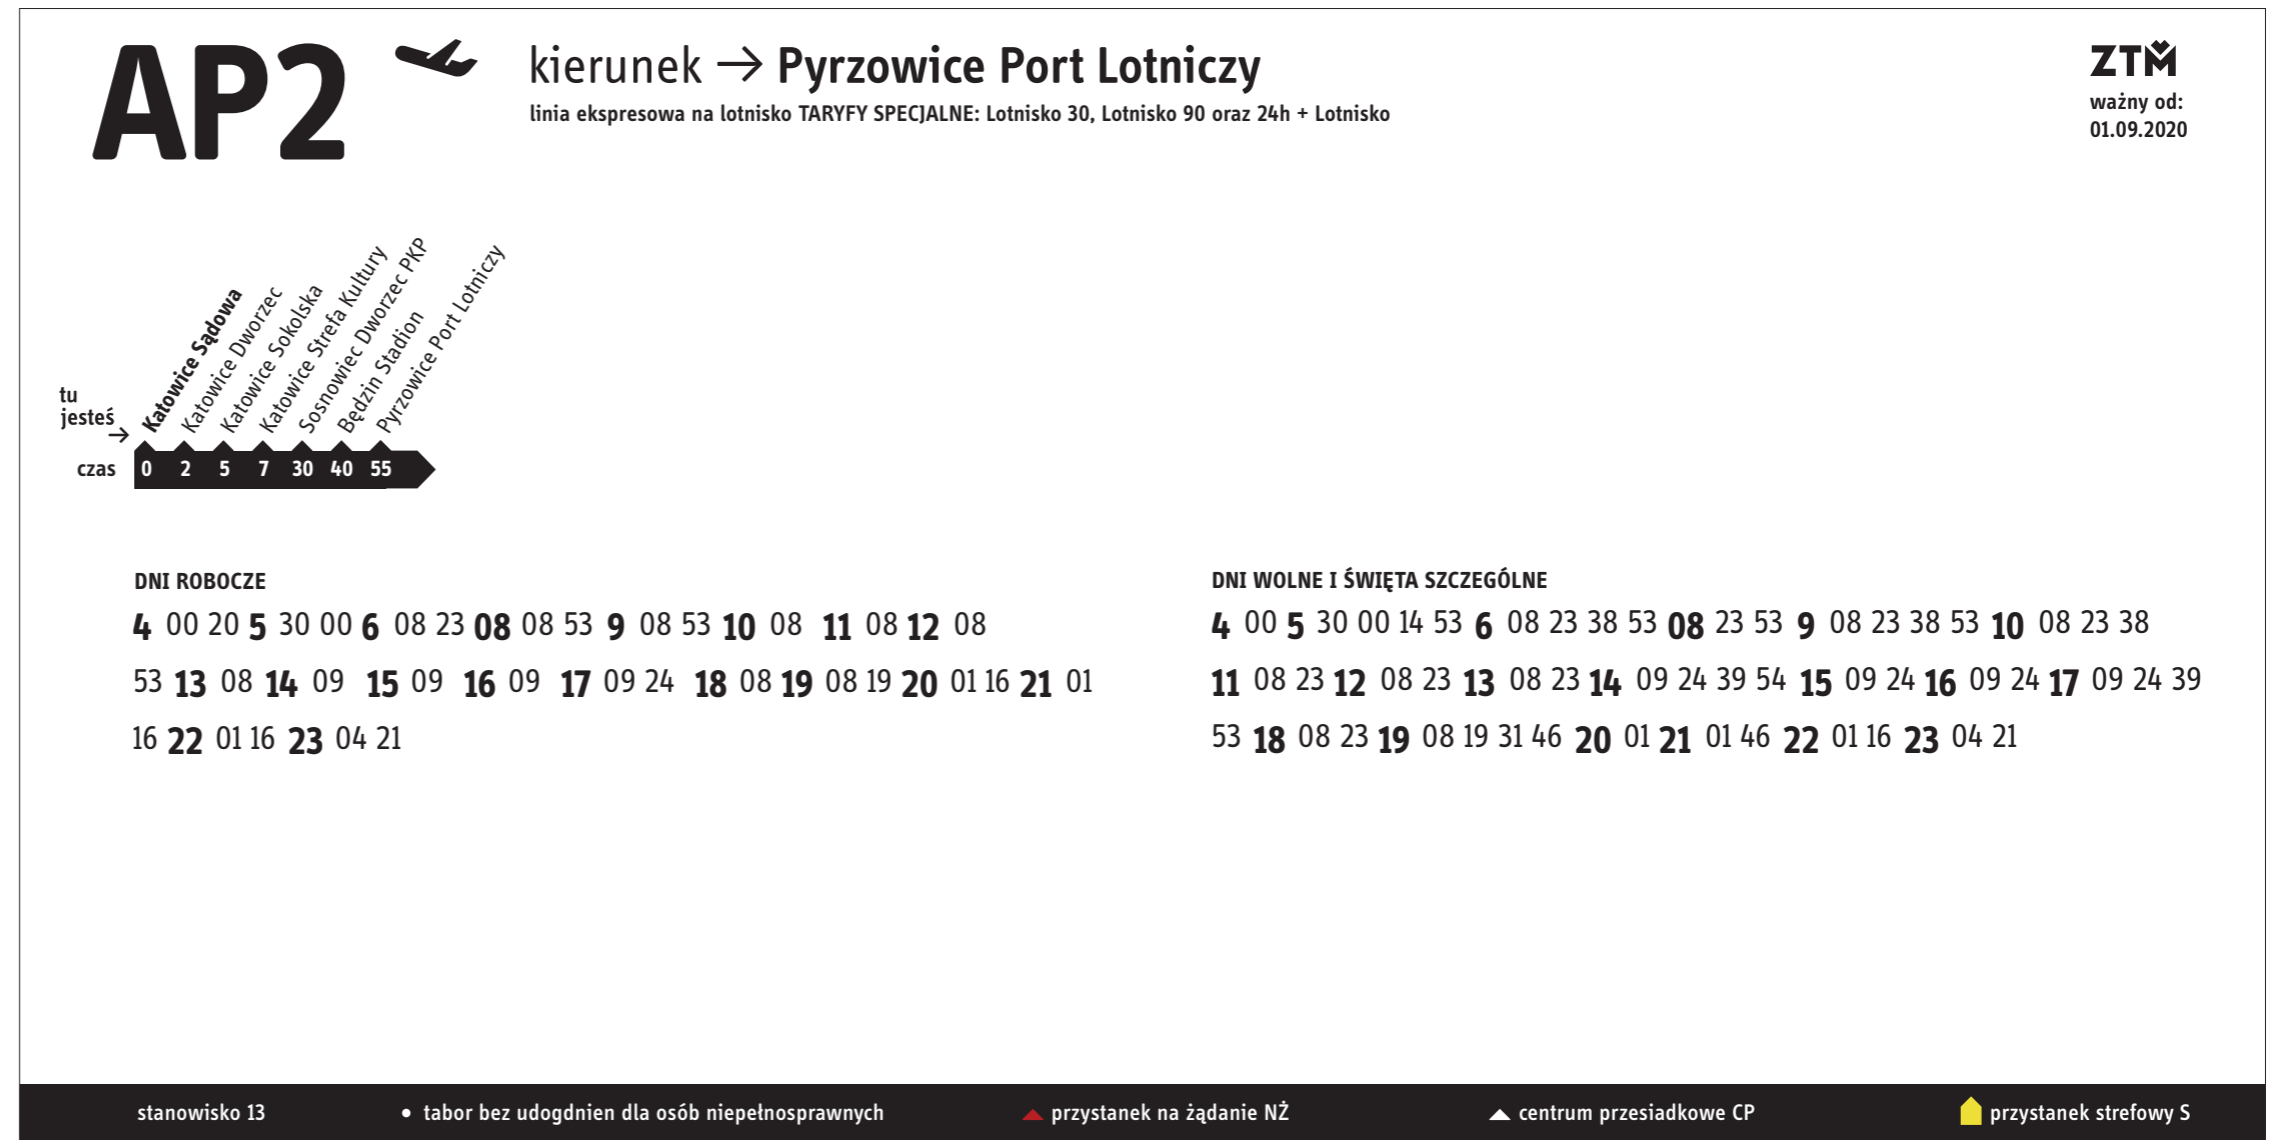 AP2
kierunek → Pyrzowice Port Lotniczy
linia ekspresowa na lotnisko TARYFY SPECJALNE: Lotnisko 30, Lotnisko 90 oraz 24h + Lotnisko
ZTM
ważny od:
01.09.2020
tu
jesteś
→
Katowice Sądowa
Katowice Dworzec
Katowice Sokolska
Katowice Strefa Kultury
Sosnowiec Dworzec PKP
Będzin Stadion
Pyrzowice Port Lotniczy
czas 0 2 5 7 30 40 55
DNI ROBOCZE
4 00 20 5 30 00 6 08 23 08 08 53 9 08 53 10 08 11 08 12 08
53 13 08 14 09 15 09 16 09 17 09 24 18 08 19 08 19 20 01 16 21 01
16 22 01 16 23 04 21
DNI WOLNE I ŚWIĘTA SZCZEGÓLNE
4 00 5 30 00 14 53 6 08 23 38 53 08 23 53 9 08 23 38 53 10 08 23 38
11 08 23 12 08 23 13 08 23 14 09 24 39 54 15 09 24 16 09 24 17 09 24 39
53 18 08 23 19 08 19 31 46 20 01 21 01 46 22 01 16 23 04 21
stanowisko 13 • tabor bez udogdnien dla osób niepełnosprawnych przystanek na żądanie NŻ centrum przesiadkowe CP przystanek strefowy S